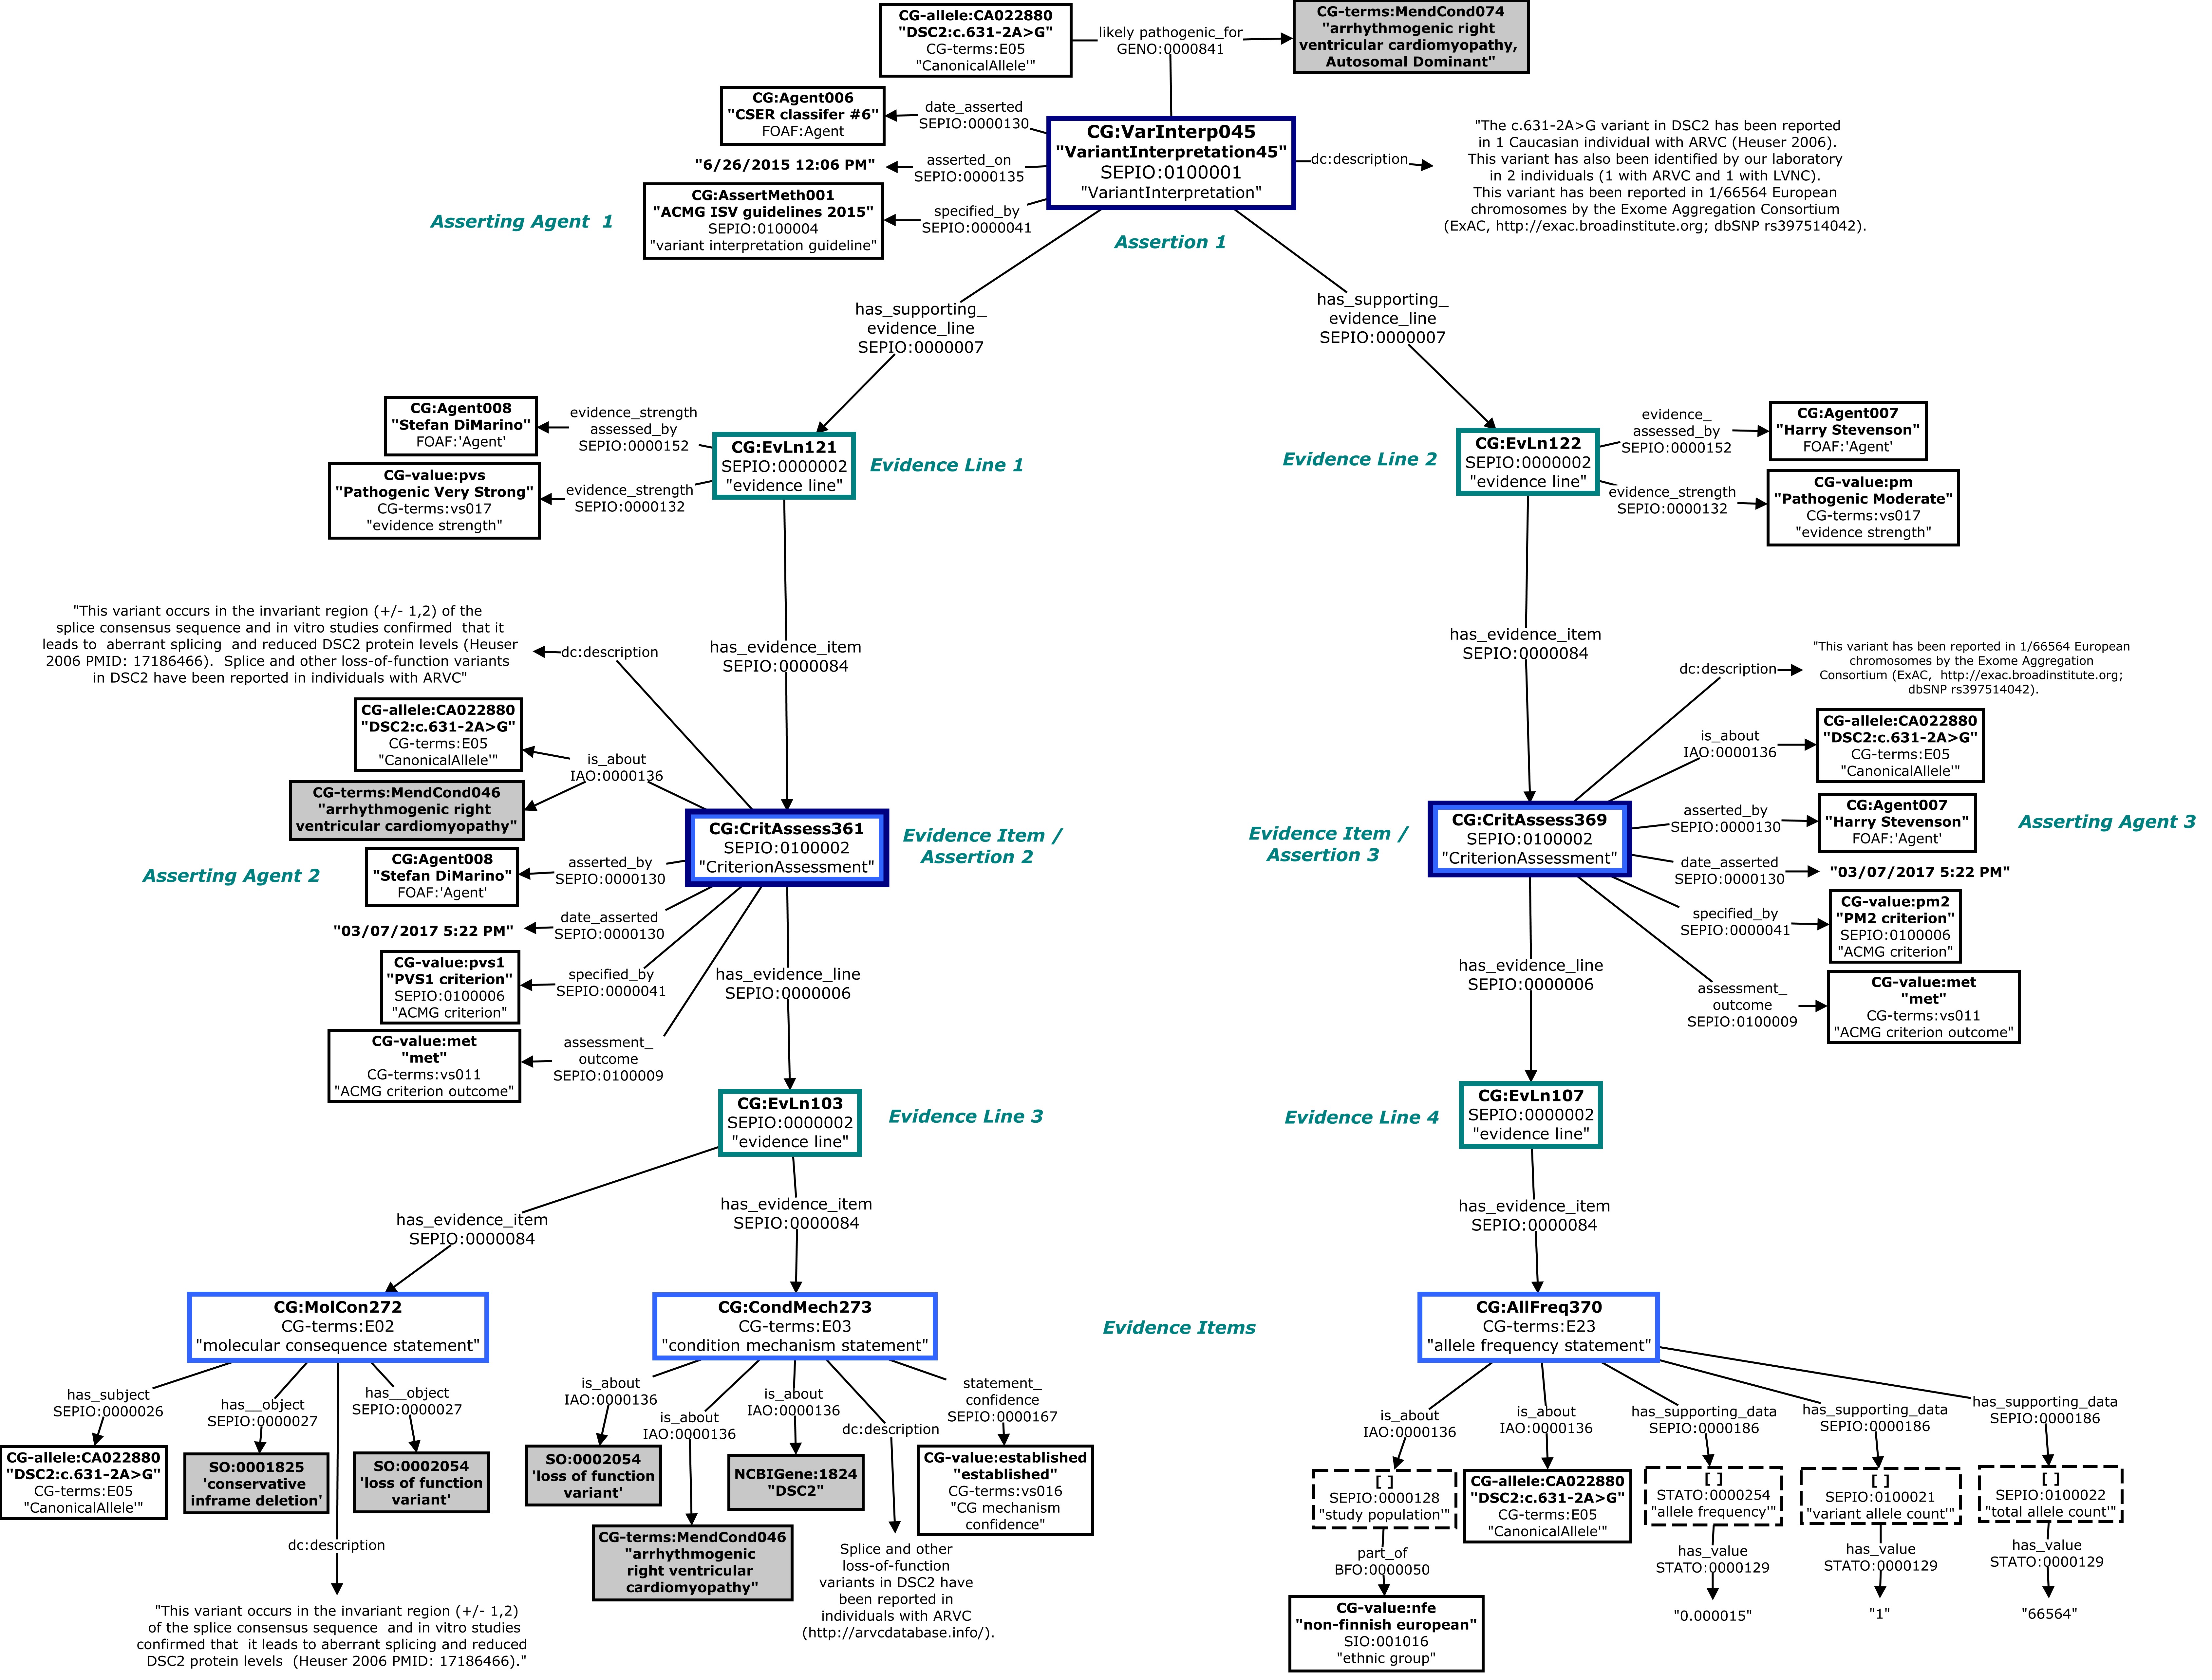 CG-allele:CA022880
"DSC2:c.631-2A>G"
CG-terms:E05
"CanonicalAllele'"
likely pathogenic_for
GENO:0000841
CG-terms:MendCond074
"arrhythmogenic right
ventricular cardiomyopathy,
Autosomal Dominant"
CG:Agent006
"CSER classifer #6"
FOAF:Agent
date_asserted
SEPIO:0000130
"6/26/2015 12:06 PM"
asserted_on
SEPIO:0000135
CG:AssertMeth001
"ACMG ISV guidelines 2015"
SEPIO:0100004
"variant interpretation guideline"
specified_by
SEPIO:0000041
Asserting Agent 1
CG:VarInterp045
"VariantInterpretation45"
SEPIO:0100001
"VariantInterpretation"
Assertion 1
dc:description
"The c.631-2A>G variant in DSC2 has been reported
in 1 Caucasian individual with ARVC (Heuser 2006).
This variant has also been identified by our laboratory
in 2 individuals (1 with ARVC and 1 with LVNC).
This variant has been reported in 1/66564 European
chromosomes by the Exome Aggregation Consortium
(ExAC, http://exac.broadinstitute.org; dbSNP rs397514042).
has_supporting_
evidence_line
SEPIO:0000007
has_supporting_
evidence_line
SEPIO:0000007
CG:Agent008
"Stefan DiMarino"
FOAF:'Agent'
evidence_strength
assessed_by
SEPIO:0000152
CG-value:pvs
"Pathogenic Very Strong"
CG-terms:vs017
"evidence strength"
evidence_strength
SEPIO:0000132
CG:EvLn121
SEPIO:0000002
"evidence line"
Evidence Line 1
Evidence Line 2
CG:EvLn122
SEPIO:0000002
"evidence line"
evidence_
assessed_by
SEPIO:0000152
CG:Agent007
"Harry Stevenson"
FOAF:'Agent'
evidence_strength
SEPIO:0000132
CG-value:pm
"Pathogenic Moderate"
CG-terms:vs017
"evidence strength"
"This variant occurs in the invariant region (+/- 1,2) of the
splice consensus sequence and in vitro studies confirmed  that it
leads to  aberrant splicing  and reduced DSC2 protein levels (Heuser
2006 PMID: 17186466).  Splice and other loss-of-function variants
in DSC2 have been reported in individuals with ARVC"
dc:description
has_evidence_item
SEPIO:0000084
CG-allele:CA022880
"DSC2:c.631-2A>G"
CG-terms:E05
"CanonicalAllele'"
is_about
IAO:0000136
CG-terms:MendCond046
"arrhythmogenic right
ventricular cardiomyopathy"
CG:CritAssess361
SEPIO:0100002
"CriterionAssessment"
Evidence Item /
Assertion 2
Asserting Agent 2
CG:Agent008
"Stefan DiMarino"
FOAF:'Agent'
asserted_by
SEPIO:0000130
"03/07/2017 5:22 PM"
date_asserted
SEPIO:0000130
CG-value:pvs1
"PVS1 criterion"
SEPIO:0100006
"ACMG criterion"
specified_by
SEPIO:0000041
CG-value:met
"met"
CG-terms:vs011
"ACMG criterion outcome"
assessment_
outcome
SEPIO:0100009
has_evidence_line
SEPIO:0000006
has_evidence_item
SEPIO:0000084
dc:description
"This variant has been reported in 1/66564 European
chromosomes by the Exome Aggregation
Consortium (ExAC,  http://exac.broadinstitute.org;
dbSNP rs397514042).
is_about
IAO:0000136
CG-allele:CA022880
"DSC2:c.631-2A>G"
CG-terms:E05
"CanonicalAllele'"
Evidence Item /
Assertion 3
CG:CritAssess369
SEPIO:0100002
"CriterionAssessment"
asserted_by
SEPIO:0000130
CG:Agent007
"Harry Stevenson"
FOAF:'Agent'
Asserting Agent 3
date_asserted
SEPIO:0000130
"03/07/2017 5:22 PM"
specified_by
SEPIO:0000041
CG-value:pm2
"PM2 criterion"
SEPIO:0100006
"ACMG criterion"
assessment_
outcome
SEPIO:0100009
CG-value:met
"met"
CG-terms:vs011
"ACMG criterion outcome"
has_evidence_line
SEPIO:0000006
CG:EvLn103
SEPIO:0000002
"evidence line"
Evidence Line 3
Evidence Line 4
CG:EvLn107
SEPIO:0000002
"evidence line"
has_evidence_item
SEPIO:0000084
has_evidence_item
SEPIO:0000084
has_evidence_item
SEPIO:0000084
CG:MolCon272
CG-terms:E02
"molecular consequence statement"
CG:CondMech273
CG-terms:E03
"condition mechanism statement"
Evidence Items
CG:AllFreq370
CG-terms:E23
"allele frequency statement"
has_subject
SEPIO:0000026
has__object
SEPIO:0000027
has__object
SEPIO:0000027
CG-allele:CA022880
"DSC2:c.631-2A>G"
CG-terms:E05
"CanonicalAllele'"
SO:0001825
'conservative
inframe deletion'
SO:0002054
'loss of function
variant'
dc:description
"This variant occurs in the invariant region (+/- 1,2)
of the splice consensus sequence  and in vitro studies
confirmed that  it leads to aberrant splicing and reduced
DSC2 protein levels  (Heuser 2006 PMID: 17186466)."
is_about
IAO:0000136
is_about
IAO:0000136
is_about
IAO:0000136
dc:description
statement_
confidence
SEPIO:0000167
SO:0002054
'loss of function
variant'
NCBIGene:1824
"DSC2"
CG-value:established
"established"
CG-terms:vs016
"CG mechanism
confidence"
CG-terms:MendCond046
"arrhythmogenic
right ventricular
cardiomyopathy"
Splice and other
loss-of-function
variants in DSC2 have
been reported in
individuals with ARVC
(http://arvcdatabase.info/).
is_about
IAO:0000136
is_about
IAO:0000136
has_supporting_data
SEPIO:0000186
has_supporting_data
SEPIO:0000186
has_supporting_data
SEPIO:0000186
[ ]
SEPIO:0000128
"study population'"
CG-allele:CA022880
"DSC2:c.631-2A>G"
CG-terms:E05
"CanonicalAllele'"
[ ]
STATO:0000254
"allele frequency'"
[ ]
SEPIO:0100021
"variant allele count'"
[ ]
SEPIO:0100022
"total allele count'"
part_of
BFO:0000050
has_value
STATO:0000129
has_value
STATO:0000129
has_value
STATO:0000129
CG-value:nfe
"non-finnish european"
SIO:001016
"ethnic group"
"0.000015"
"1"
"66564"